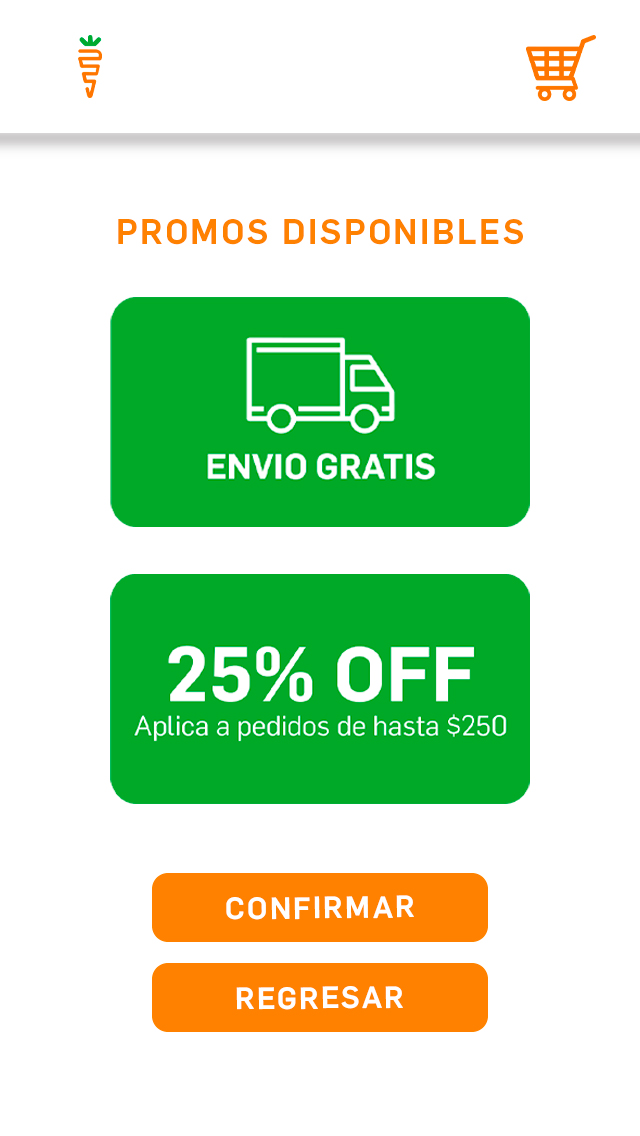 PROMOS DISPONIBLES
ENVIO GRATIS
25% OFF
Aplica a pedidos de hasta $250
CONFIRMAR
REGRESAR